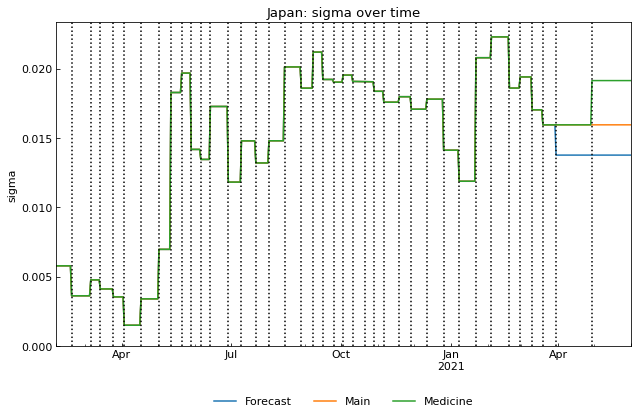 Japan: sigma over time
sigma
0.020
0.015
0.010
0.005
0.000
Apr Jul Oct Jan Apr
2021
Forecast Main Medicine